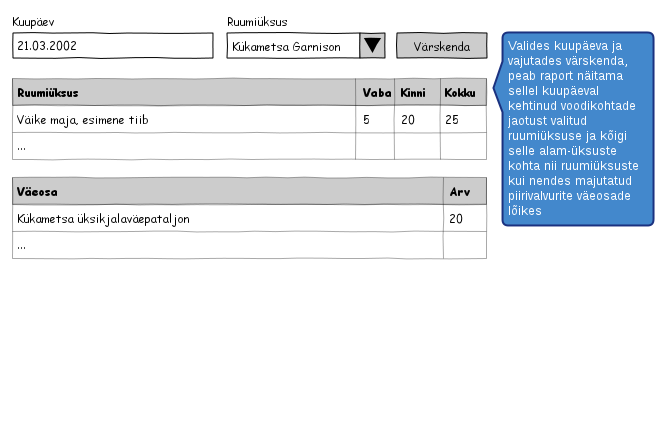 Kuupäev Ruumiüksus
21.03.2002 Kükametsa Garnison Värskenda
Ruumiüksus Vaba Kinni Kokku
Väike maja, esimene tiib 5 20 25
...
Väeosa Arv
Kükametsa üksikjalaväepataljon 20
...
Valides kuupäeva ja
vajutades värskenda,
peab raport näitama
sellel kuupäeval
kehtinud voodikohtade
jaotust valitud
ruumiüksuse ja kõigi
selle alam-üksuste
kohta nii ruumiüksuste
kui nendes majutatud
piirivalvurite väeosade
lõikes